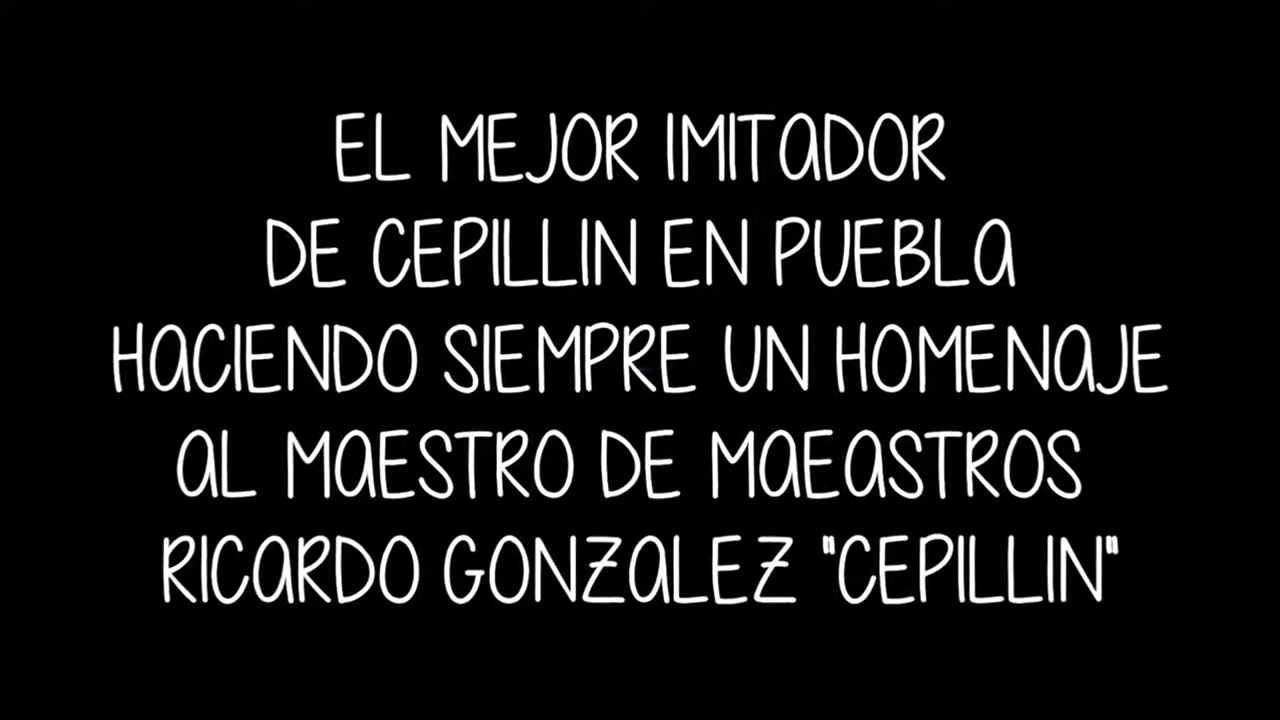 EL MEJOR IMITADOR
DE CEPILLIN EN PUEBLA
HACIENDO SIEMPRE UN HOMENAJE
AL MAESTRO DE MAEASTROS
RICARDO GONZALEZ "CEPILLIN"